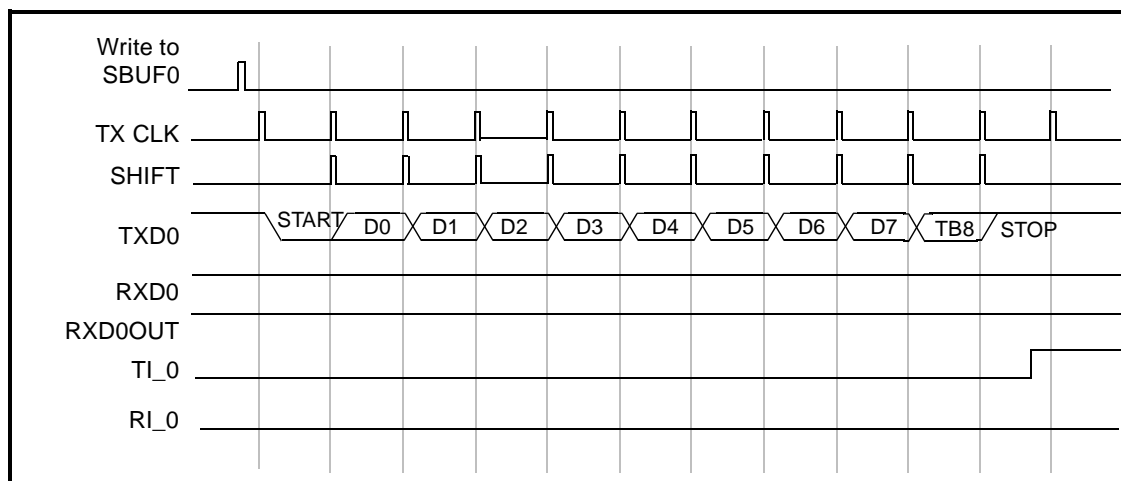 Write to
SBUF0
TX CLK
SHIFT
TXD0
START D0 D1 D2 D3 D4 D5 D6 D7 TB8 STOP
RXD0
RXD0OUT
TI_0
RI_0